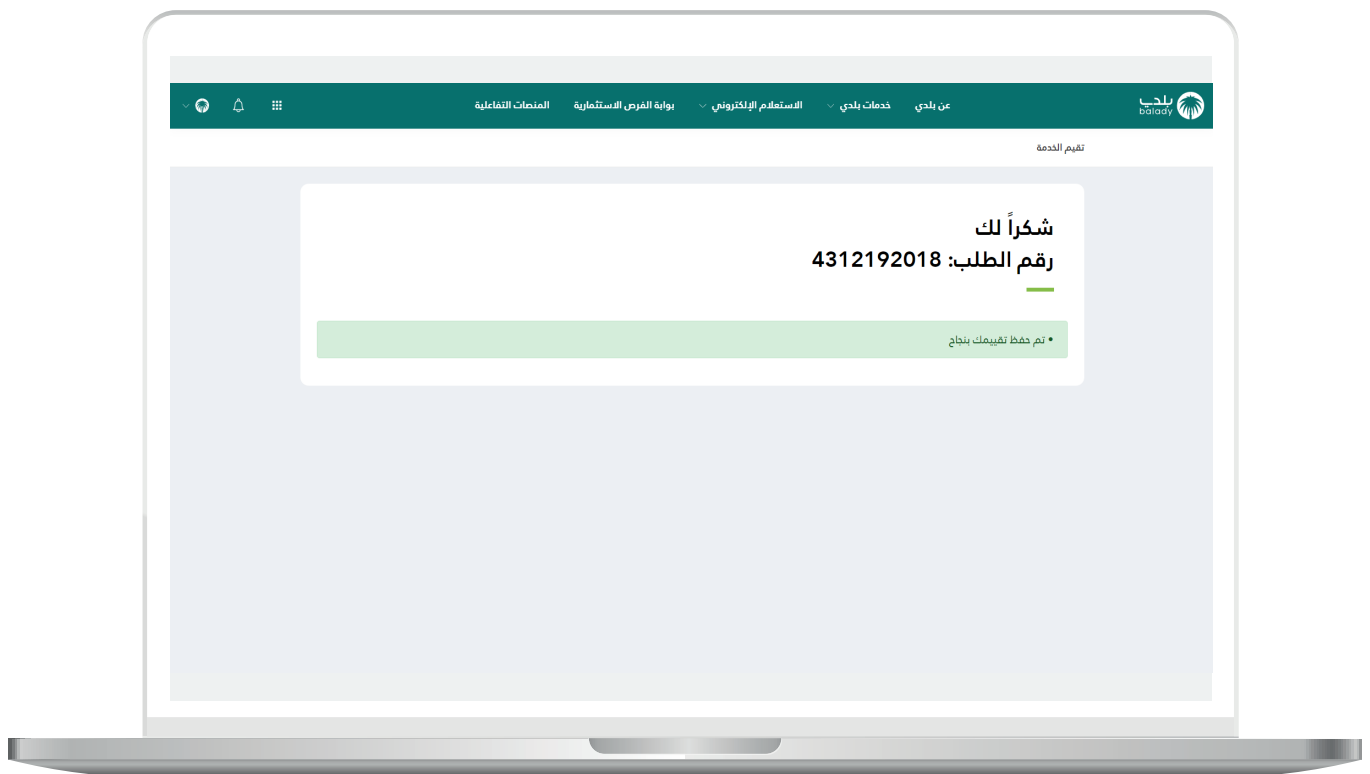 بلدي
balady
عن بلدي
خدمات بلدي
الاستعلام الإلكتروني
بوابة الفرص الاستثمارية
المنصات التفاعلية
تقيم الخدمة
شكراً لك
رقم الطلب: 4312192018
• تم حفظ تقييمك بنجاح